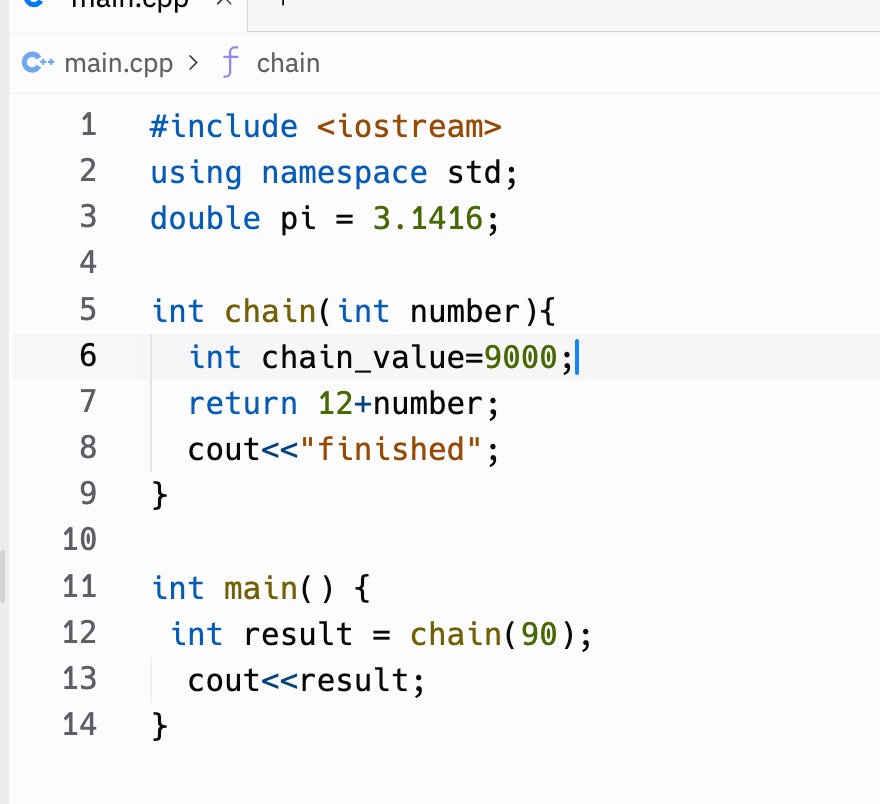 main.cpp
main.cpp > chain
1 #include <iostream>
2 using namespace std;
3 double pi = 3.1416;
4
5 int chain(int number){
6   int chain_value=9000;
7   return 12+number;
8   cout<<"finished";
9 }
10
11 int main() {
12  int result = chain(90);
13   cout<<result;
14 }